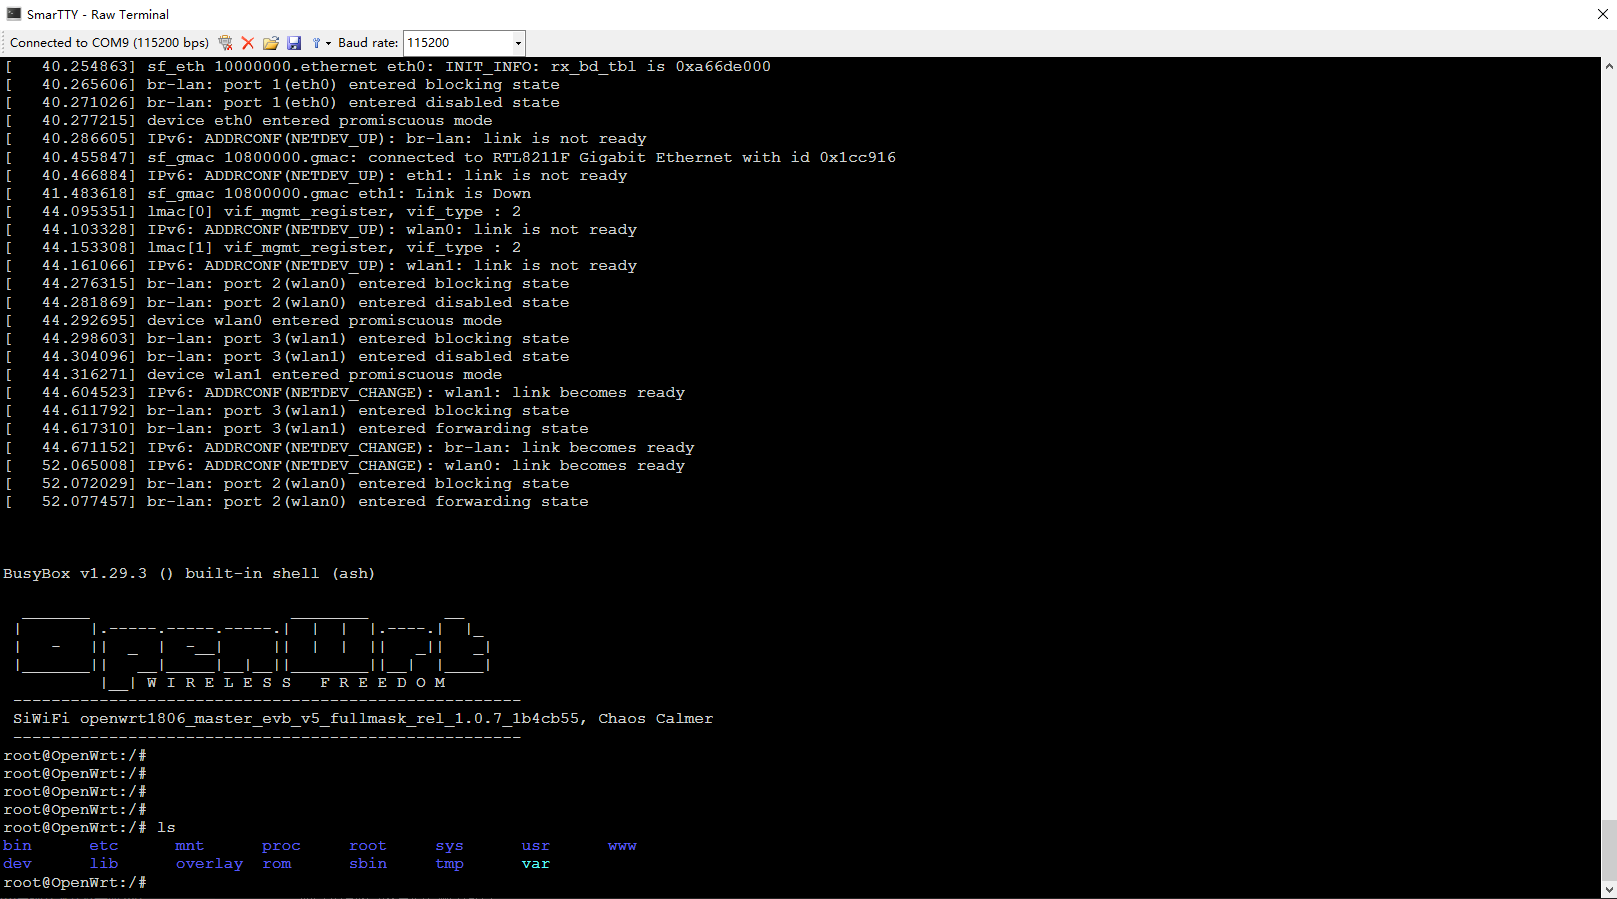 SmarTTY - Raw Terminal
Connected to COM9 (115200 bps) Baud rate: 115200
[   40.254863] sf_eth 10000000.ethernet eth0: INIT_INFO: rx_bd_tbl is 0xa66de000
[   40.265606] br-lan: port 1(eth0) entered blocking state
[   40.271026] br-lan: port 1(eth0) entered disabled state
[   40.277215] device eth0 entered promiscuous mode
[   40.286605] IPv6: ADDRCONF(NETDEV_UP): br-lan: link is not ready
[   40.455847] sf_gmac 10800000.gmac: connected to RTL8211F Gigabit Ethernet with id 0x1cc916
[   40.466884] IPv6: ADDRCONF(NETDEV_UP): eth1: link is not ready
[   41.483618] sf_gmac 10800000.gmac eth1: Link is Down
[   44.095351] lmac[0] vif_mgmt_register, vif_type : 2
[   44.103328] IPv6: ADDRCONF(NETDEV_UP): wlan0: link is not ready
[   44.153308] lmac[1] vif_mgmt_register, vif_type : 2
[   44.161066] IPv6: ADDRCONF(NETDEV_UP): wlan1: link is not ready
[   44.276315] br-lan: port 2(wlan0) entered blocking state
[   44.281869] br-lan: port 2(wlan0) entered disabled state
[   44.292695] device wlan0 entered promiscuous mode
[   44.298603] br-lan: port 3(wlan1) entered blocking state
[   44.304096] br-lan: port 3(wlan1) entered disabled state
[   44.316271] device wlan1 entered promiscuous mode
[   44.604523] IPv6: ADDRCONF(NETDEV_CHANGE): wlan1: link becomes ready
[   44.611792] br-lan: port 3(wlan1) entered blocking state
[   44.617310] br-lan: port 3(wlan1) entered forwarding state
[   44.671152] IPv6: ADDRCONF(NETDEV_CHANGE): br-lan: link becomes ready
[   52.065008] IPv6: ADDRCONF(NETDEV_CHANGE): wlan0: link becomes ready
[   52.072029] br-lan: port 2(wlan0) entered blocking state
[   52.077457] br-lan: port 2(wlan0) entered forwarding state
BusyBox v1.29.3 () built-in shell (ash)
OpenWrt
W I R E L E S S   F R E E D O M
-----------------------------------------------------
SiWiFi openwrt1806_master_evb_v5_fullmask_rel_1.0.7_1b4cb55, Chaos Calmer
-----------------------------------------------------
root@OpenWrt:/#
root@OpenWrt:/#
root@OpenWrt:/#
root@OpenWrt:/#
root@OpenWrt:/# ls
bin      etc      mnt      proc     root     sys      usr      www
dev      lib      overlay  rom      sbin     tmp      var
root@OpenWrt:/#